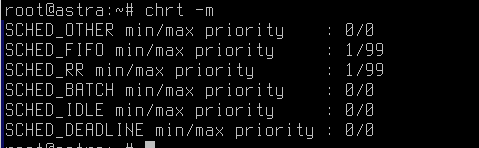 root@astra:~# chrt -m
SCHED_OTHER min/max priority    : 0/0
SCHED_FIFO min/max priority     : 1/99
SCHED_RR min/max priority       : 1/99
SCHED_BATCH min/max priority    : 0/0
SCHED_IDLE min/max priority     : 0/0
SCHED_DEADLINE min/max priority : 0/0
root@astra:~#